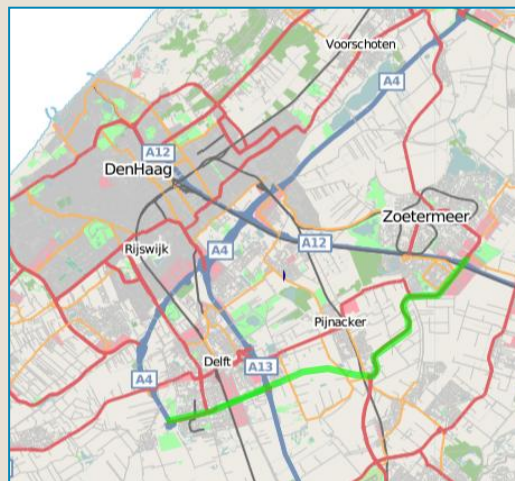 Voorschoten
A4
A12
DenHaag
Zoetermeer
Rijswijk
A4
A12
Pijnacker
Delft
A13
A4